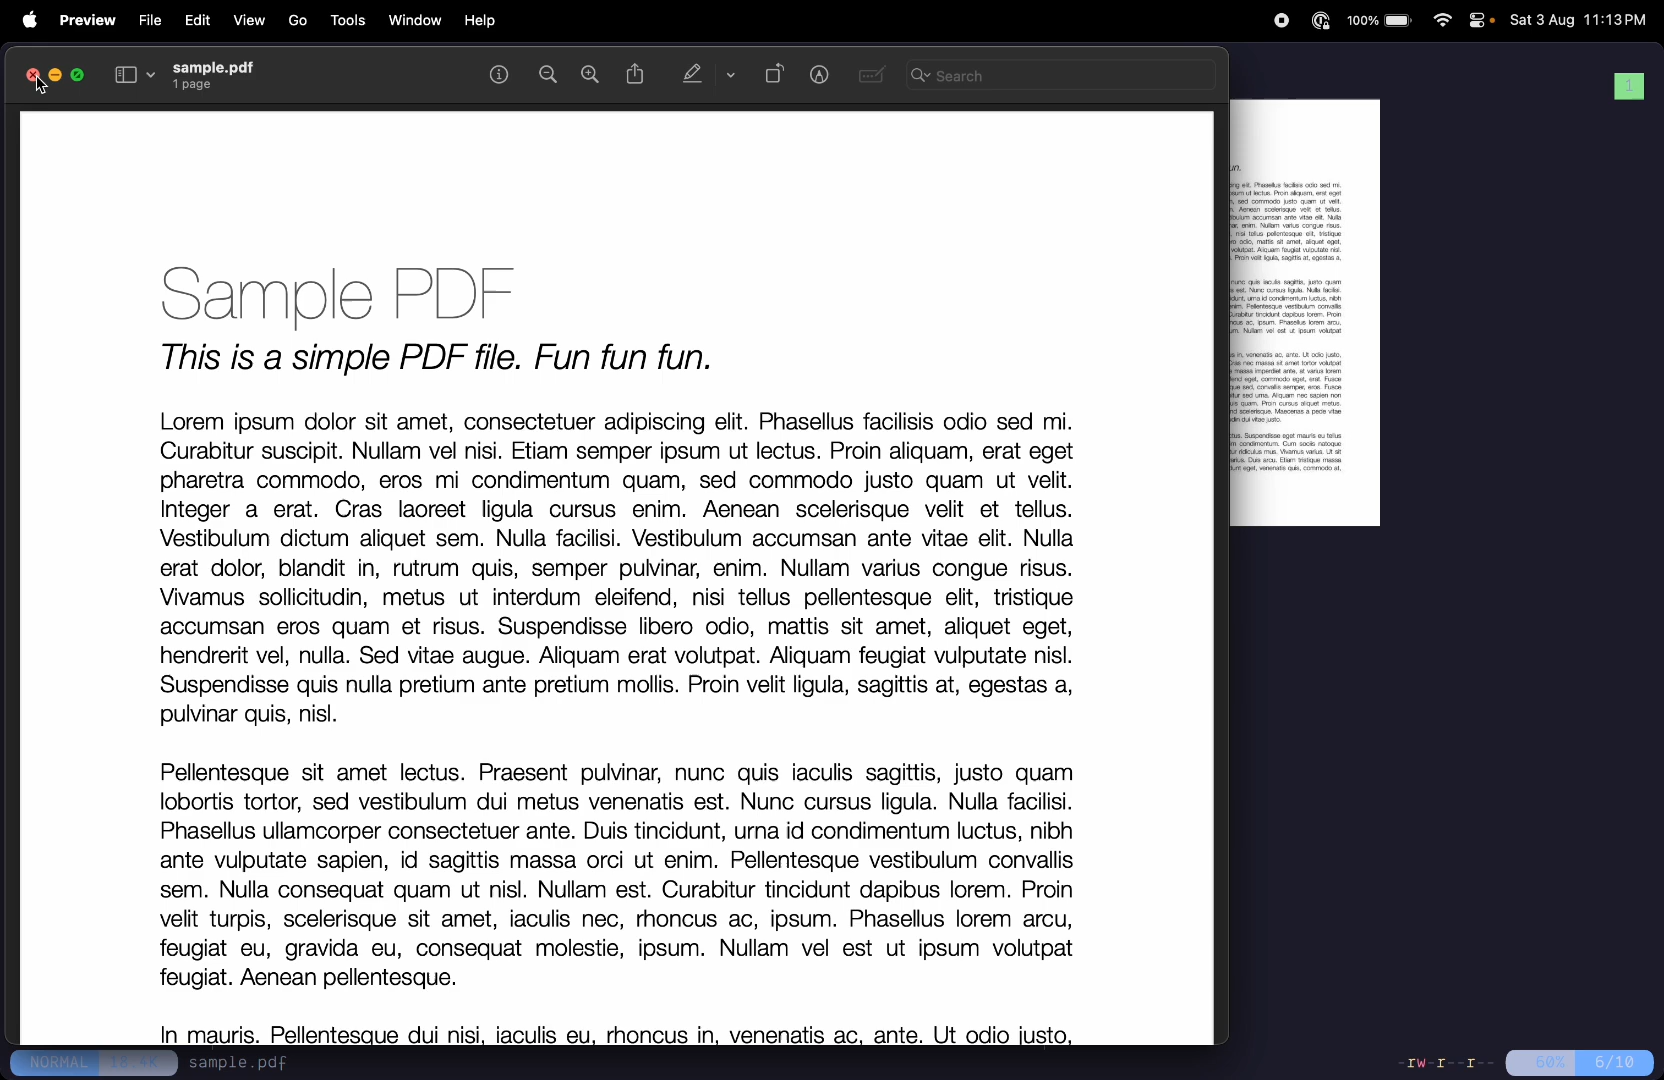 Preview File Edit View Go Tools Window Help 100% Sat 3 Aug 11:13 PM
sample.pdf
1 page
Search
1
Sample PDF
This is a simple PDF file. Fun fun fun.
Lorem ipsum dolor sit amet, consectetuer adipiscing elit. Phasellus facilisis odio sed mi.
Curabitur suscipit. Nullam vel nisi. Etiam semper ipsum ut lectus. Proin aliquam, erat eget
pharetra commodo, eros mi condimentum quam, sed commodo justo quam ut velit.
Integer a erat. Cras laoreet ligula cursus enim. Aenean scelerisque velit et tellus.
Vestibulum dictum aliquet sem. Nulla facilisi. Vestibulum accumsan ante vitae elit. Nulla
erat dolor, blandit in, rutrum quis, semper pulvinar, enim. Nullam varius congue risus.
Vivamus sollicitudin, metus ut interdum eleifend, nisi tellus pellentesque elit, tristique
accumsan eros quam et risus. Suspendisse libero odio, mattis sit amet, aliquet eget,
hendrerit vel, nulla. Sed vitae augue. Aliquam erat volutpat. Aliquam feugiat vulputate nisl.
Suspendisse quis nulla pretium ante pretium mollis. Proin velit ligula, sagittis at, egestas a,
pulvinar quis, nisl.
Pellentesque sit amet lectus. Praesent pulvinar, nunc quis iaculis sagittis, justo quam
lobortis tortor, sed vestibulum dui metus venenatis est. Nunc cursus ligula. Nulla facilisi.
Phasellus ullamcorper consectetuer ante. Duis tincidunt, urna id condimentum luctus, nibh
ante vulputate sapien, id sagittis massa orci ut enim. Pellentesque vestibulum convallis
sem. Nulla consequat quam ut nisl. Nullam est. Curabitur tincidunt dapibus lorem. Proin
velit turpis, scelerisque sit amet, iaculis nec, rhoncus ac, ipsum. Phasellus lorem arcu,
feugiat eu, gravida eu, consequat molestie, ipsum. Nullam vel est ut ipsum volutpat
feugiat. Aenean pellentesque.
In mauris. Pellentesque dui nisi, iaculis eu, rhoncus in, venenatis ac, ante. Ut odio justo,
NORMAL sample.pdf -rw-r--r-- 60% 6/10